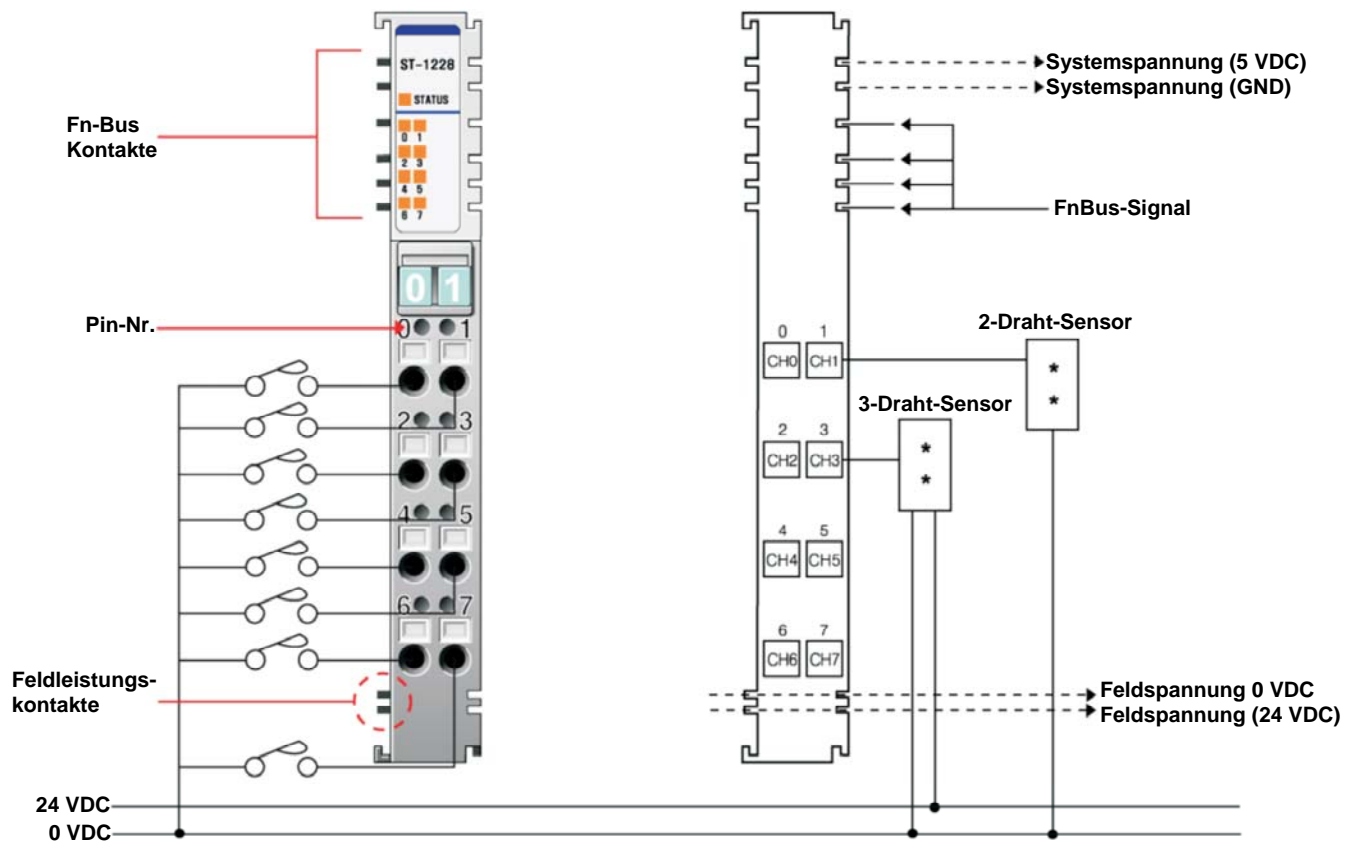 ST-1228
STATUS
0 1
2 3
4 5
6 7
Fn-Bus
Kontakte
01
Pin-Nr.
0 1
2 3
4 5
6 7
Feldleistungs-
kontakte
24 VDC
0 VDC
Systemspannung (5 VDC)
Systemspannung (GND)
FnBus-Signal
2-Draht-Sensor
*
*
3-Draht-Sensor
*
*
0 1
CH0 CH1
2 3
CH2 CH3
4 5
CH4 CH5
6 7
CH6 CH7
Feldspannung 0 VDC
Feldspannung (24 VDC)